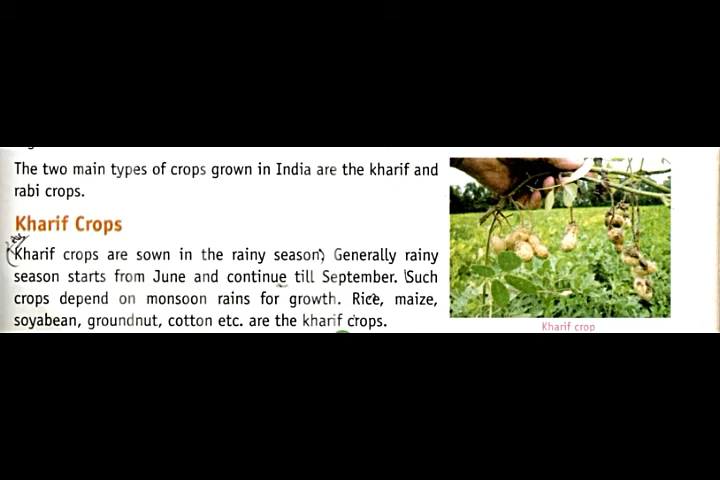 The two main types of crops grown in India are the kharif and
rabi crops.
Kharif Crops
Kharif crops are sown in the rainy season) Generally rainy
season starts from June and continue till September. Such
crops depend on monsoon rains for growth. Rice, maize,
soyabean, groundnut, cotton etc. are the kharif crops.
Kharif crop